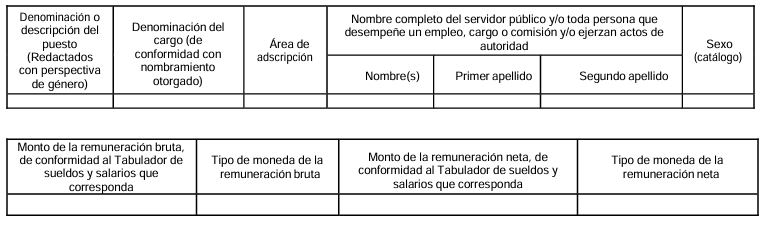 Denominación o
descripción del
puesto
(Redactados
con perspectiva
de género)
Denominación del
cargo (de
conformidad con
nombramiento
otorgado)
Área de
adscripción
Nombre completo del servidor público y/o toda persona que
desempeñe un empleo, cargo o comisión y/o ejerzan actos de
autoridad
Nombre(s)
Primer apellido
Segundo apellido
Sexo
(catálogo)
Monto de la remuneración bruta,
de conformidad al Tabulador de
sueldos y salarios que
corresponda
Tipo de moneda de la
remuneración bruta
Monto de la remuneración neta, de
conformidad al Tabulador de sueldos y
salarios que corresponda
Tipo de moneda de la
remuneración neta